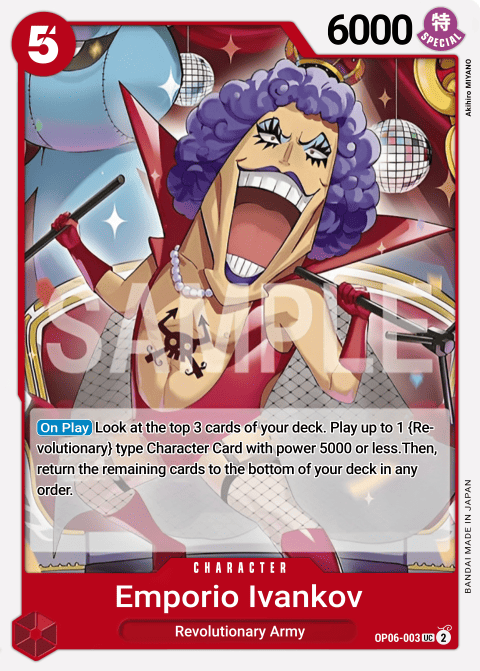 5
6000
特
SPECIAL
Akihiro MIYANO
SAMPLE
On Play Look at the top 3 cards of your deck. Play up to 1 {Re-
volutionary} type Character Card with power 5000 or less.Then,
return the remaining cards to the bottom of your deck in any
order.
BANDAI MADE IN JAPAN
CHARACTER
Emporio Ivankov
Revolutionary Army
OP06-003 UC 2